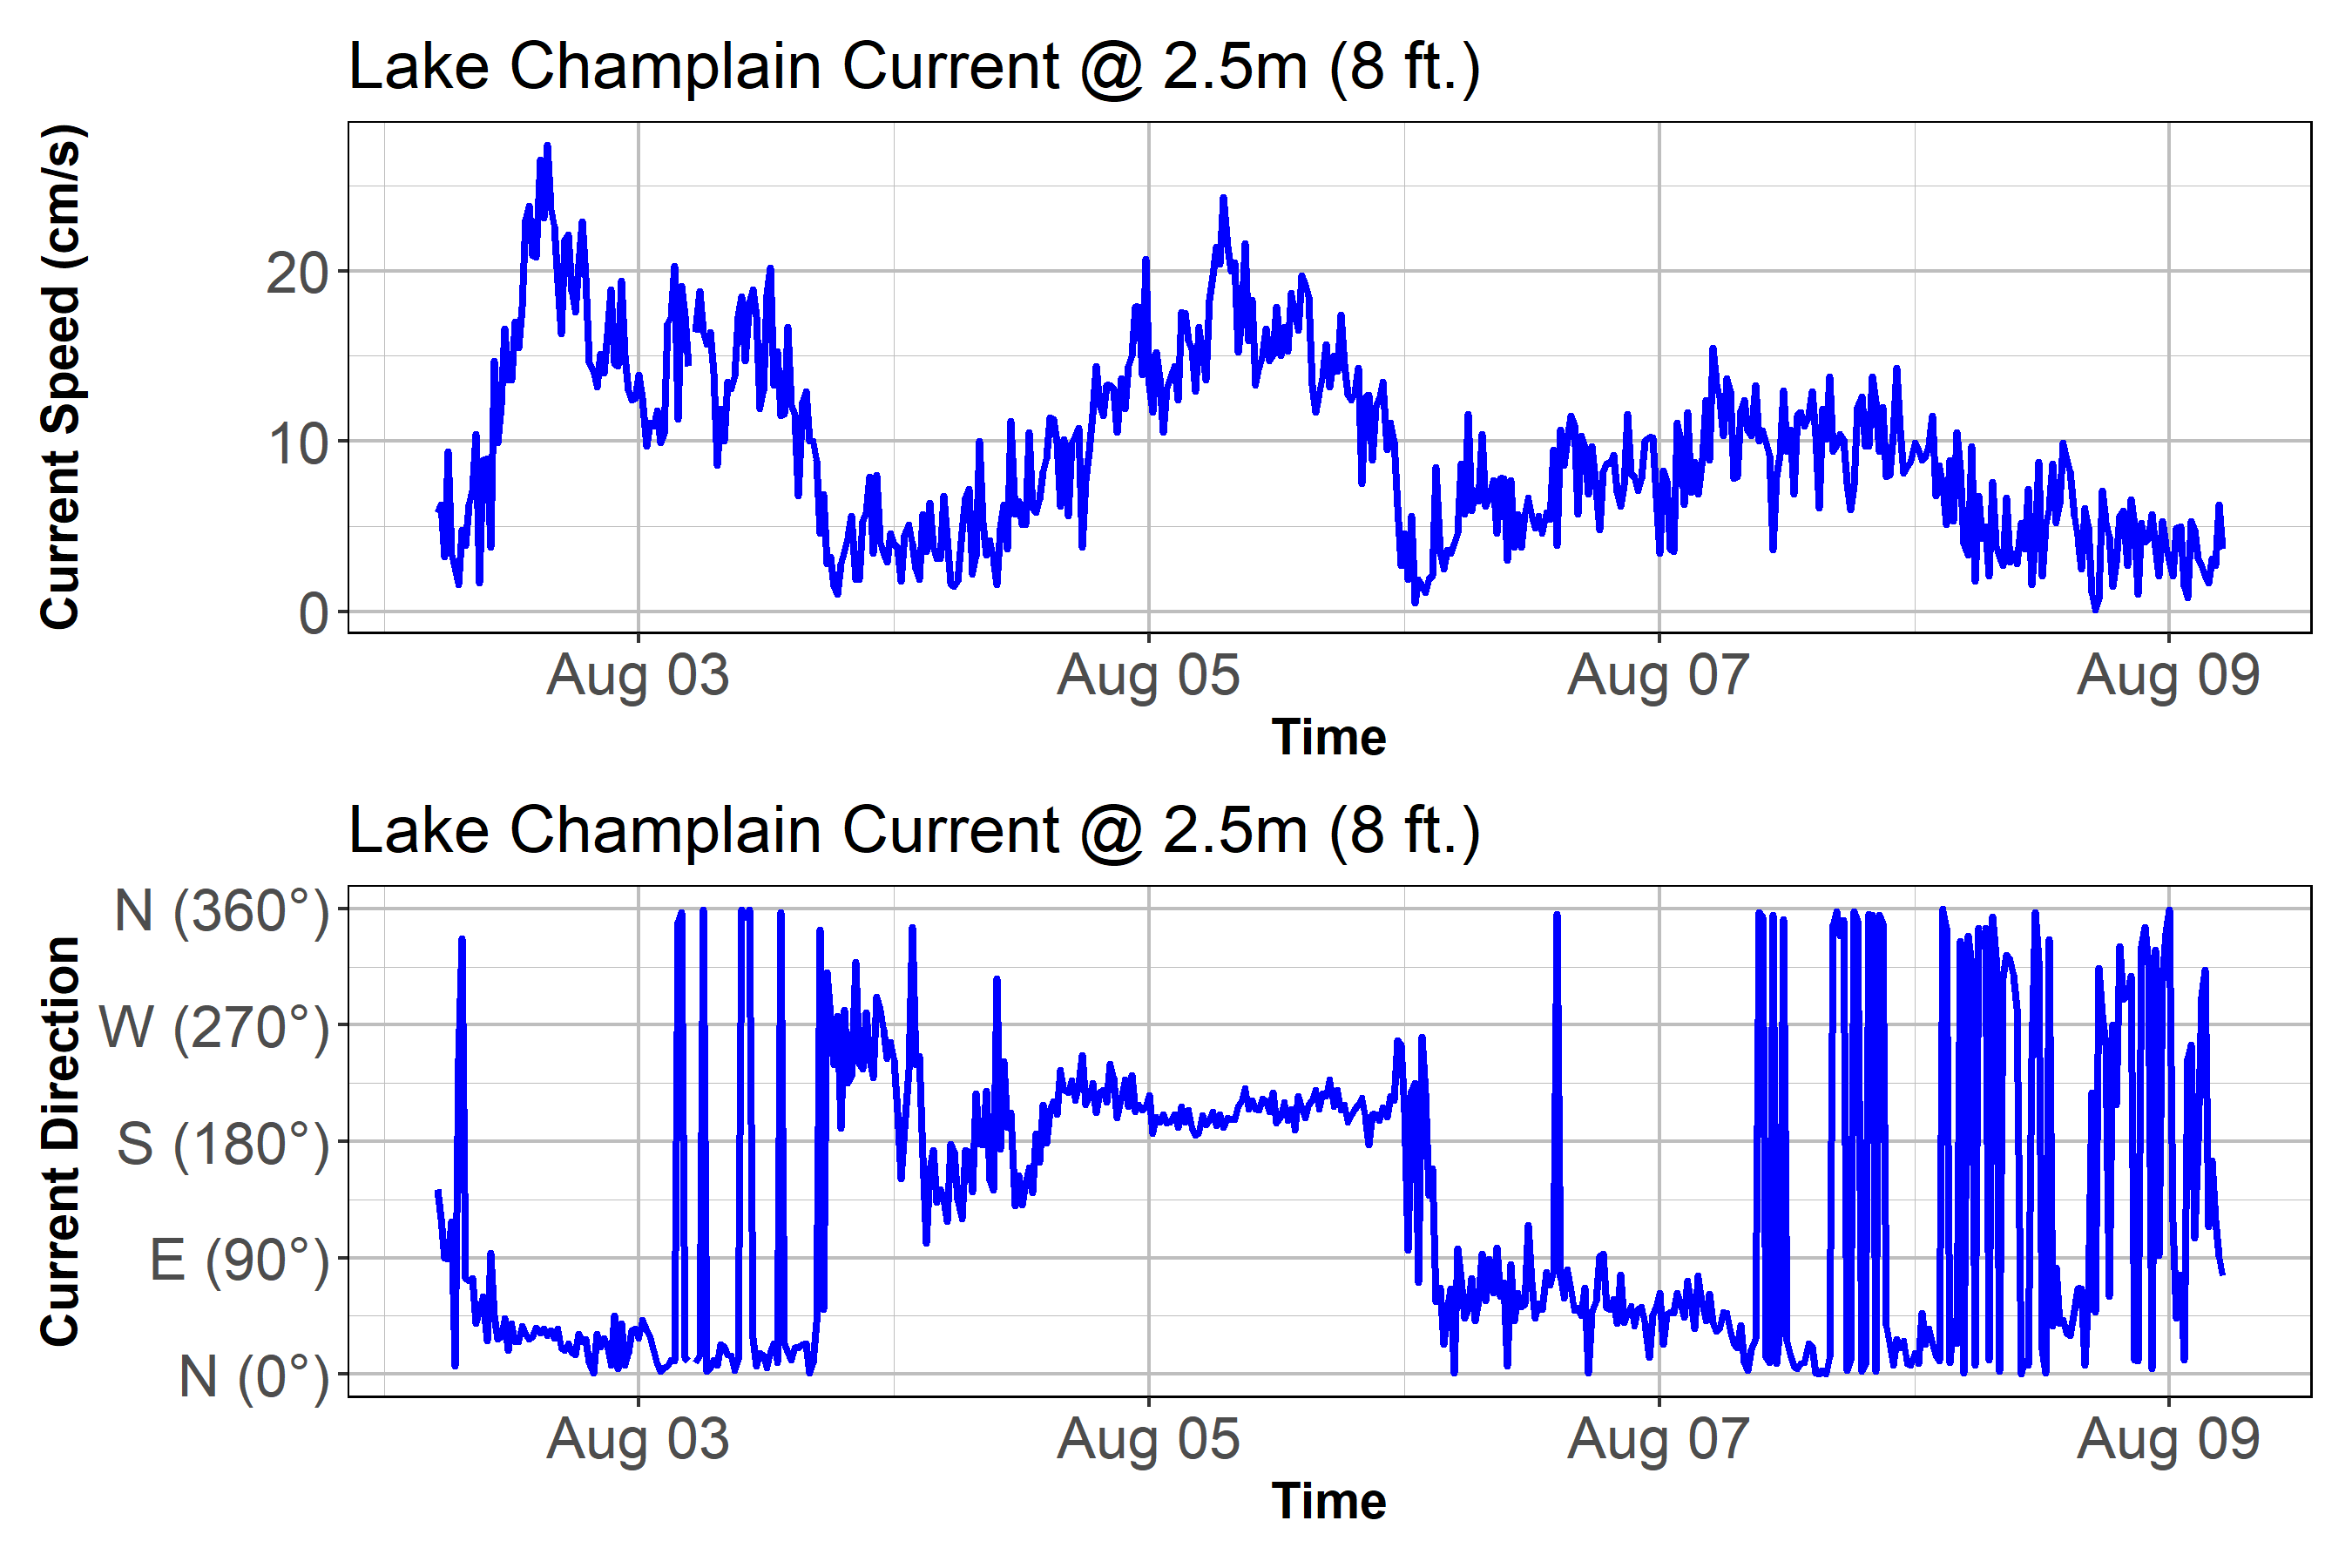 Lake Champlain Current @ 2.5m (8 ft.)
Current Speed (cm/s)
20
10
0
Aug 03 Aug 05 Aug 07 Aug 09
Time
Lake Champlain Current @ 2.5m (8 ft.)
Current Direction
N (360°)
W (270°)
S (180°)
E (90°)
N (0°)
Aug 03 Aug 05 Aug 07 Aug 09
Time